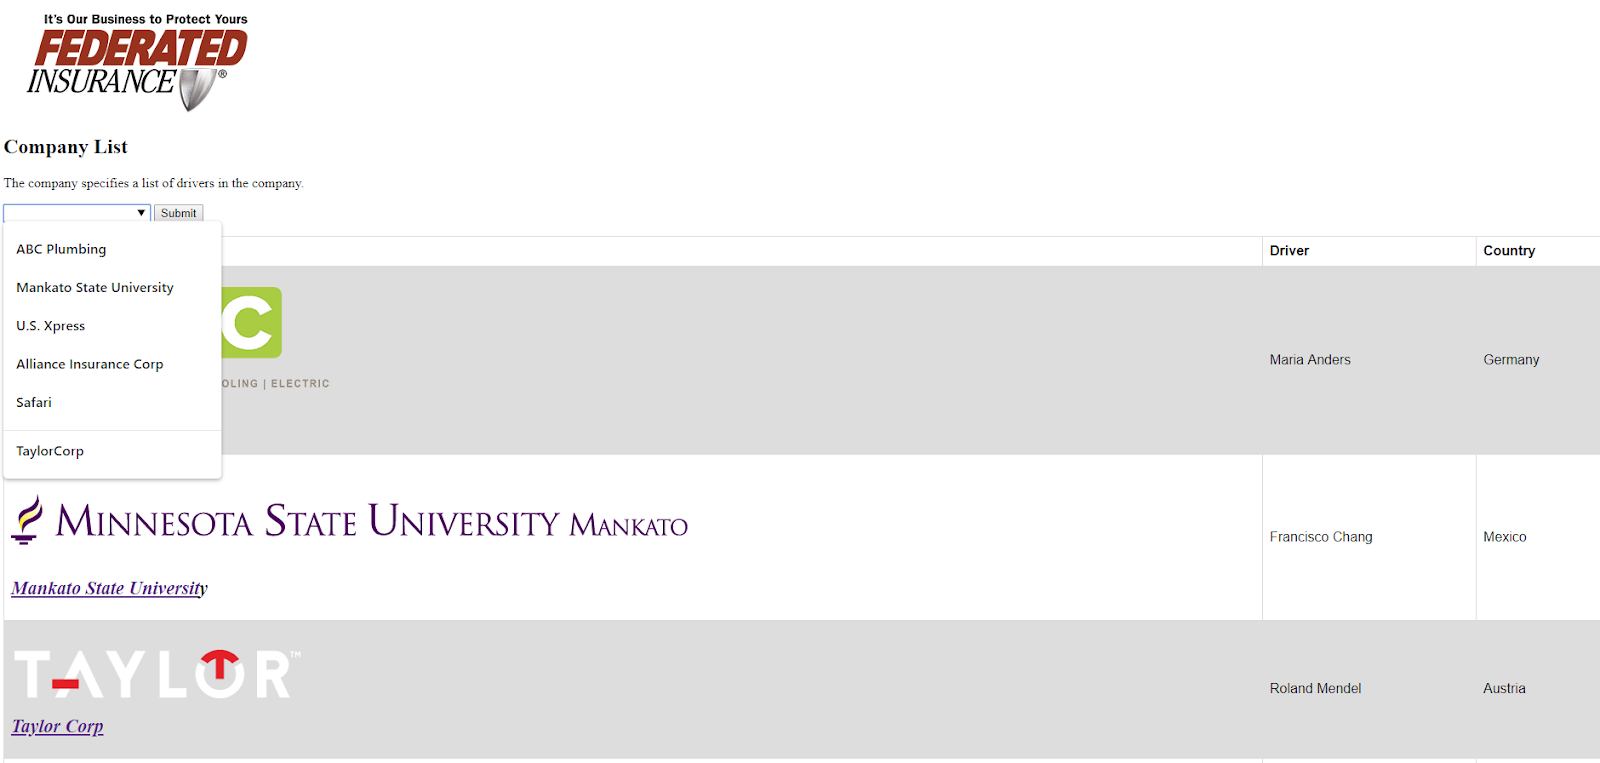 It's Our Business to Protect Yours
FEDERATED
INSURANCE®
Company List
The company specifies a list of drivers in the company.
Submit
ABC Plumbing
Mankato State University
U.S. Xpress
Alliance Insurance Corp
Safari
TaylorCorp
Driver Country
C
OLING | ELECTRIC
Maria Anders Germany
MINNESOTA STATE UNIVERSITY MANKATO
Mankato State University
Francisco Chang Mexico
TAYLOR™
Taylor Corp
Roland Mendel Austria